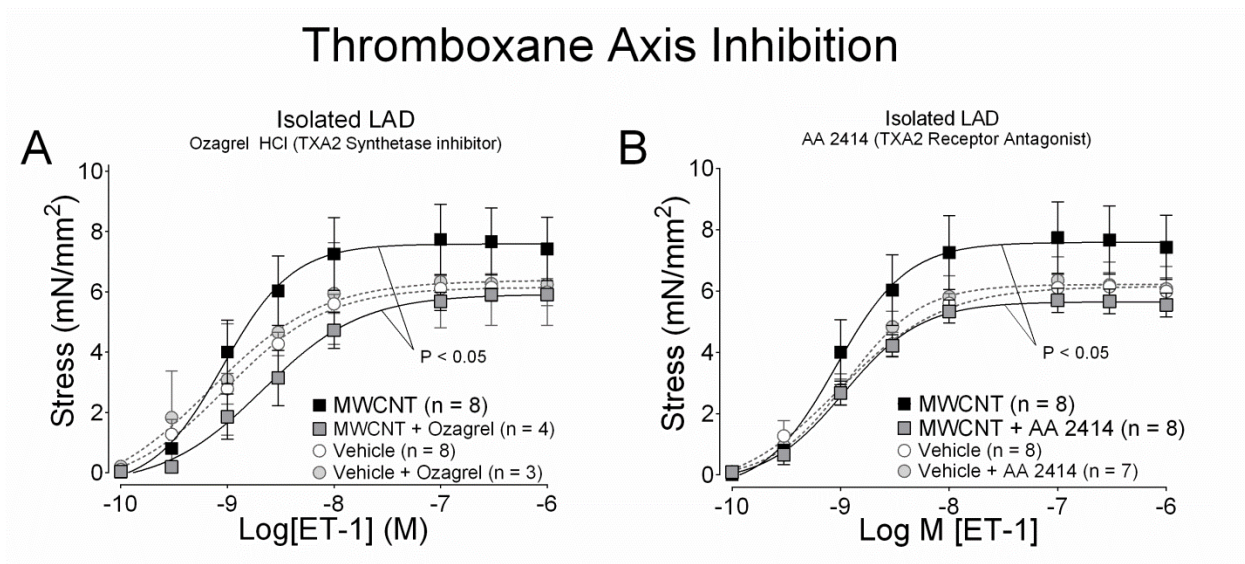 Thromboxane Axis Inhibition
A
Isolated LAD
Ozagrel HCl (TXA2 Synthetase inhibitor)
Stress (mN/mm²)
10
8
6
4
2
0
P < 0.05
MWCNT (n = 8)
MWCNT + Ozagrel (n = 4)
Vehicle (n = 8)
Vehicle + Ozagrel (n = 3)
-10 -9 -8 -7 -6
Log[ET-1] (M)
B
Isolated LAD
AA 2414 (TXA2 Receptor Antagonist)
Stress (mN/mm²)
10
8
6
4
2
0
P < 0.05
MWCNT (n = 8)
MWCNT + AA 2414 (n = 8)
Vehicle (n = 8)
Vehicle + AA 2414 (n = 7)
-10 -9 -8 -7 -6
Log M [ET-1]